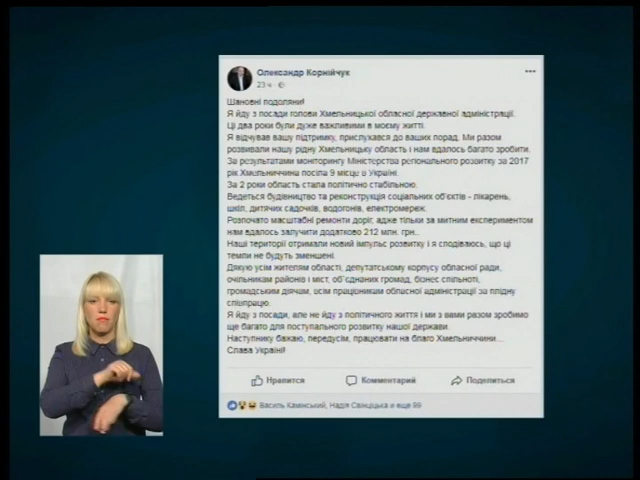 Олександр Корнійчук
23 ч ·
Шановні подоляни!
Я йду з посади голови Хмельницької обласної державної адміністрації.
Ці два роки були дуже важливими в моєму житті.
Я відчував вашу підтримку, прислухався до ваших порад. Ми разом
розвивали нашу рідну Хмельницьку область і нам вдалось багато зробити.
За результатами моніторингу Міністерства регіонального розвитку за 2017
рік Хмельниччина посіла 9 місце в Україні.
За 2 роки область стала політично стабільною.
Ведеться будівництво та реконструкція соціальних об'єктів - лікарень,
шкіл, дитячих садочків, водогонів, електромереж.
Розпочато масштабні ремонти доріг, адже тільки за митним експериментом
нам вдалось залучити додатково 212 млн. грн..
Наші території отримали новий імпульс розвитку і я сподіваюсь, що ці
темпи не будуть зменшені.
Дякую усім жителям області, депутатському корпусу обласної ради,
очільникам районів і міст, об'єднаних громад, бізнес спільноті,
громадським діячам, усім працівникам обласної адміністрації за плідну
співпрацю.
Я йду з посади, але не йду з політичного життя і ми з вами разом зробимо
ще багато для поступального розвитку нашої держави.
Наступнику бажаю, передусім, працювати на благо Хмельниччини...
Слава Україні!
Нравится Комментарий Поделиться
Василь Камінський, Надія Свінціцька и еще 99